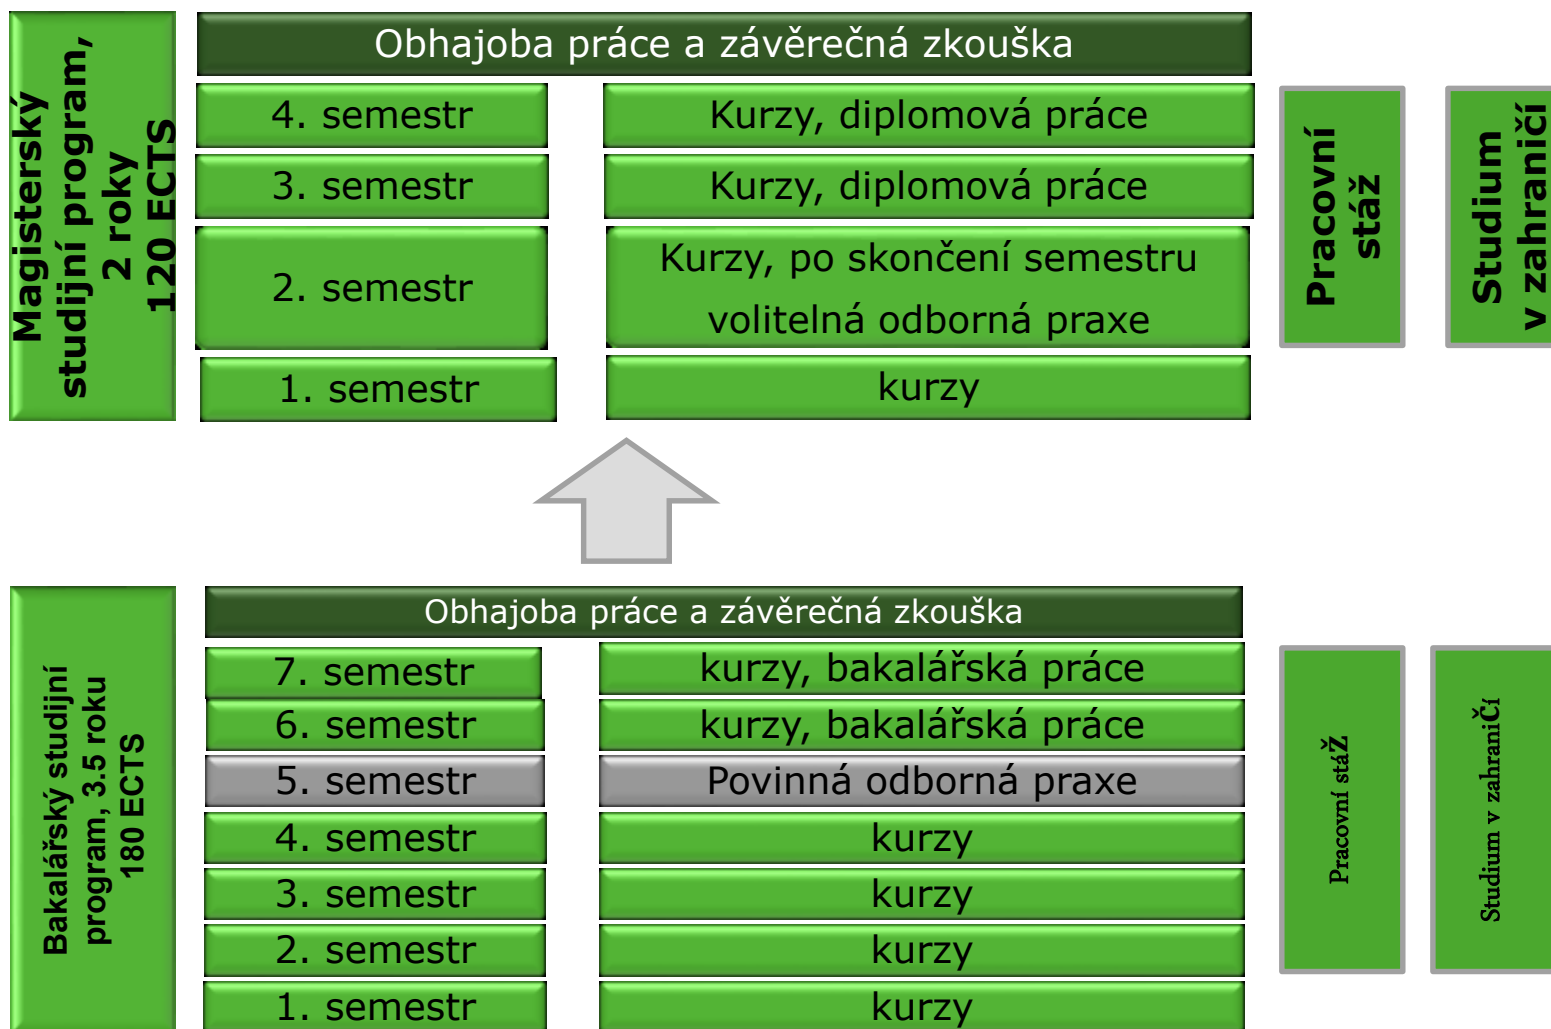 Magisterský
studijní program,
2 roky
120 ECTS
Obhajoba práce a závěrečná zkouška
4. semestr
Kurzy, diplomová práce
3. semestr
Kurzy, diplomová práce
2. semestr
Kurzy, po skončení semestru
volitelná odborná praxe
1. semestr
kurzy
Pracovní
stáž
Studium
v zahraničí
Bakalářský studijní
program, 3.5 roku
180 ECTS
Obhajoba práce a závěrečná zkouška
7. semestr
kurzy, bakalářská práce
6. semestr
kurzy, bakalářská práce
5. semestr
Povinná odborná praxe
4. semestr
kurzy
3. semestr
kurzy
2. semestr
kurzy
1. semestr
kurzy
Pracovní stáŽ
Studium v zahraniČí